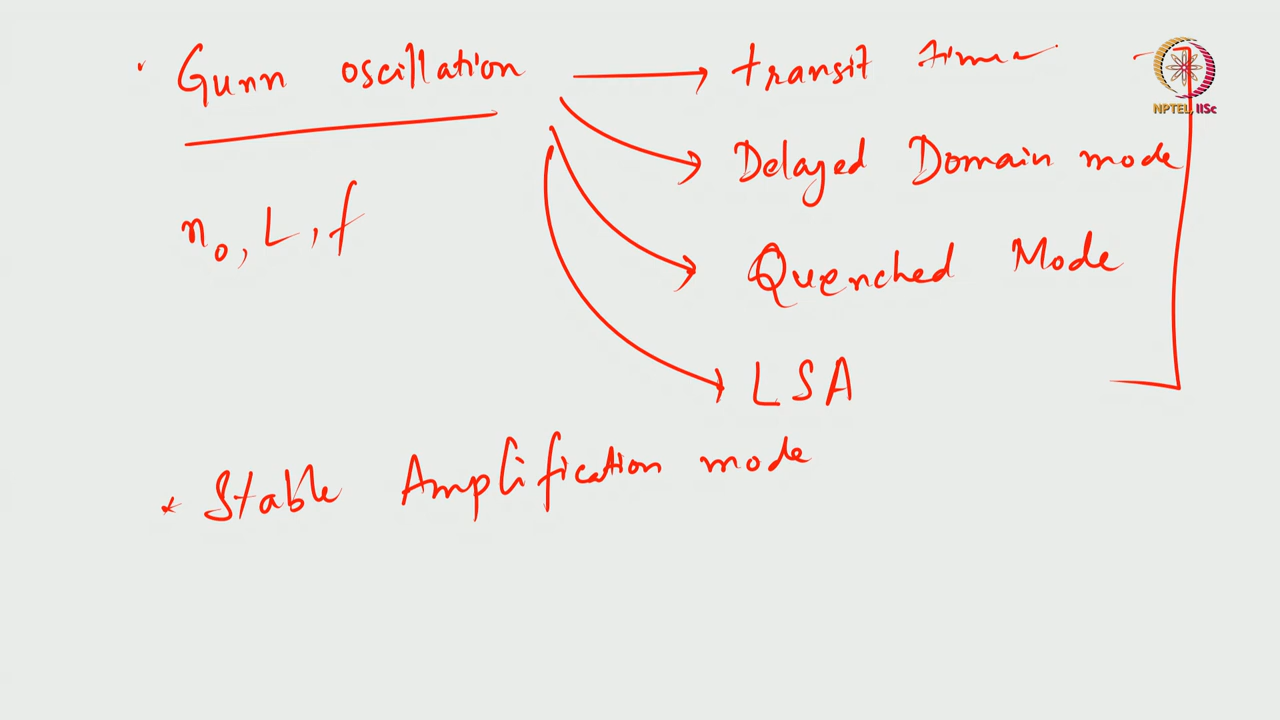 Gunn oscillation → transit time
Delayed Domain mode
n₀, L, f
Quenched Mode
LSA
* Stable Amplification mode
NPTEL, IISc